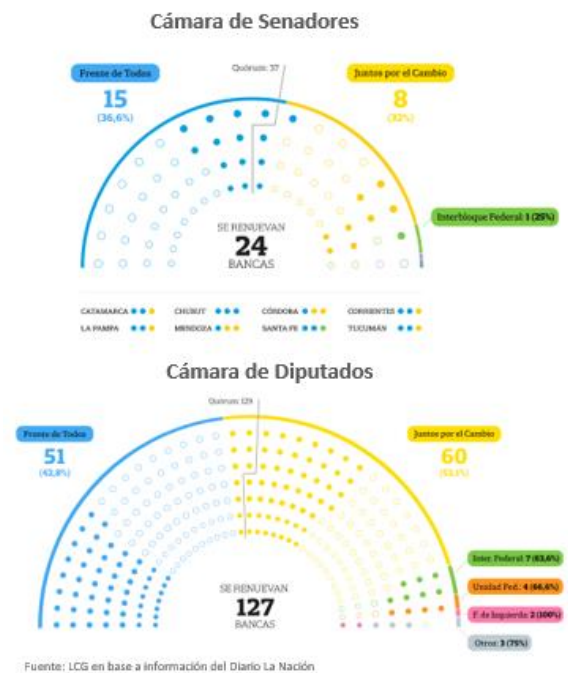 Cámara de Senadores
Frente de Todos
15
(36,6%)
Quórum: 37
Juntos por el Cambio
8
(32%)
Interbloque Federal: 1 (25%)
SE RENUEVAN
24
BANCAS
CATAMARCA CHUBUT CÓRDOBA CORRIENTES
LA PAMPA MENDOZA SANTA FE TUCUMÁN
Cámara de Diputados
Quórum: 129
Frente de Todos
51
(42,8%)
Juntos por el Cambio
60
Inter. Federal: 7 (63,6%)
Unidad Fed.: 4 (66,6%)
F. de Izquierda: 2 (100%)
Otros: 3 (75%)
SE RENUEVAN
127
BANCAS
Fuente: LCG en base a información del Diario La Nación